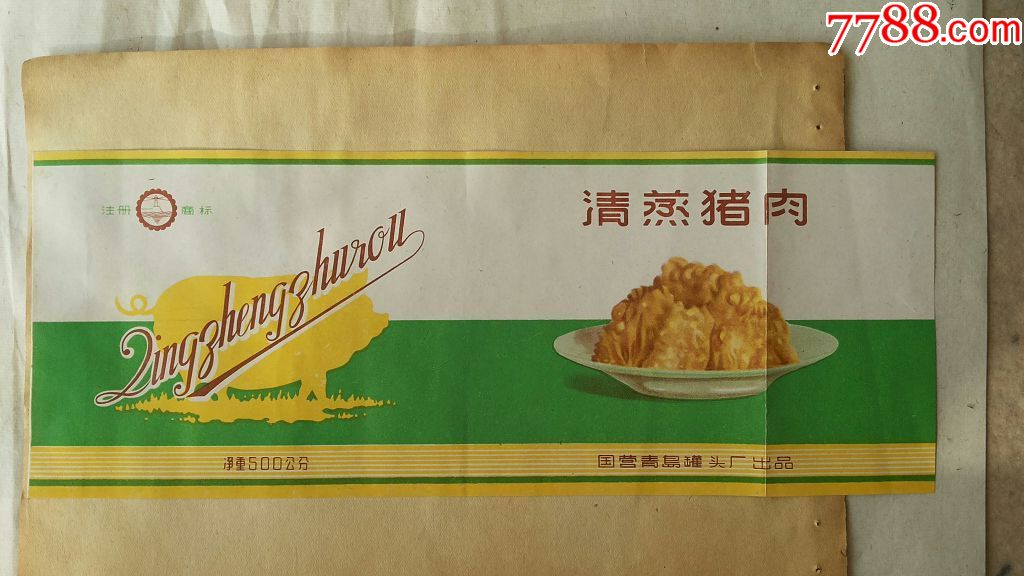 7788.com
注册 商标
清蒸猪肉
Qingzhengzhurou
净重500公分
国营青岛罐头厂出品